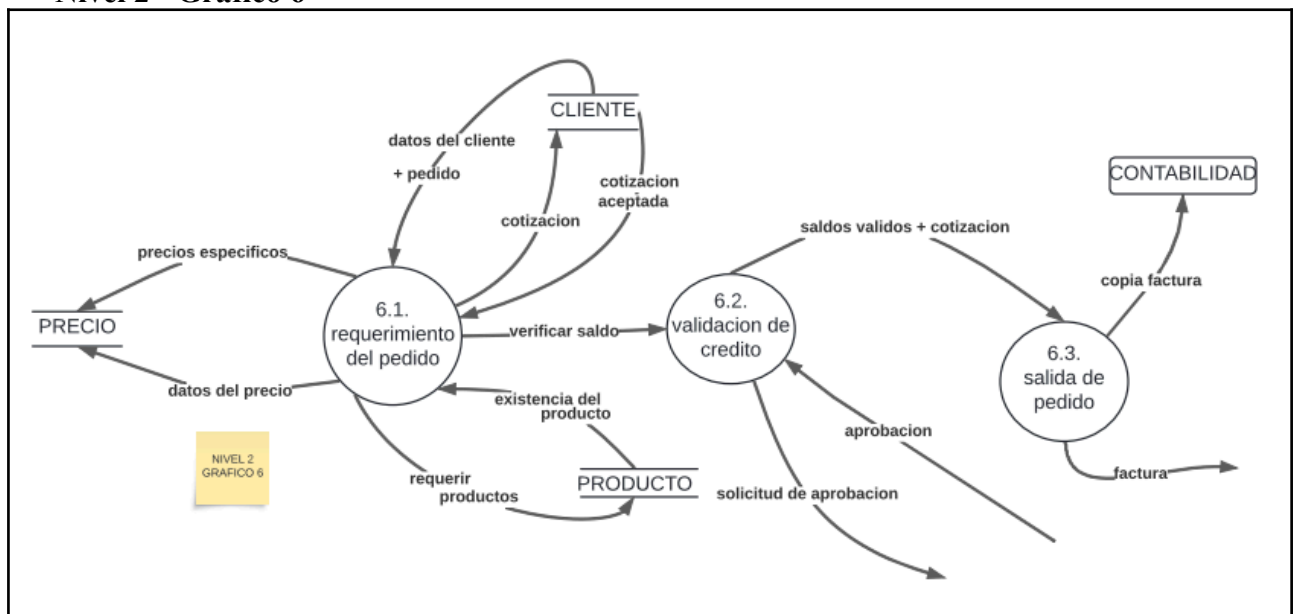 Nivel 2 - Gráfico 6
CLIENTE
datos del cliente
+ pedido
cotizacion
aceptada
cotizacion
CONTABILIDAD
saldos validos + cotizacion
precios especificos
copia factura
PRECIO
6.1.
requerimiento
del pedido
verificar saldo
6.2.
validacion de
credito
6.3.
salida de
pedido
datos del precio
existencia del
producto
aprobacion
NIVEL 2
GRAFICO 6
requerir
productos
PRODUCTO
solicitud de aprobacion
factura